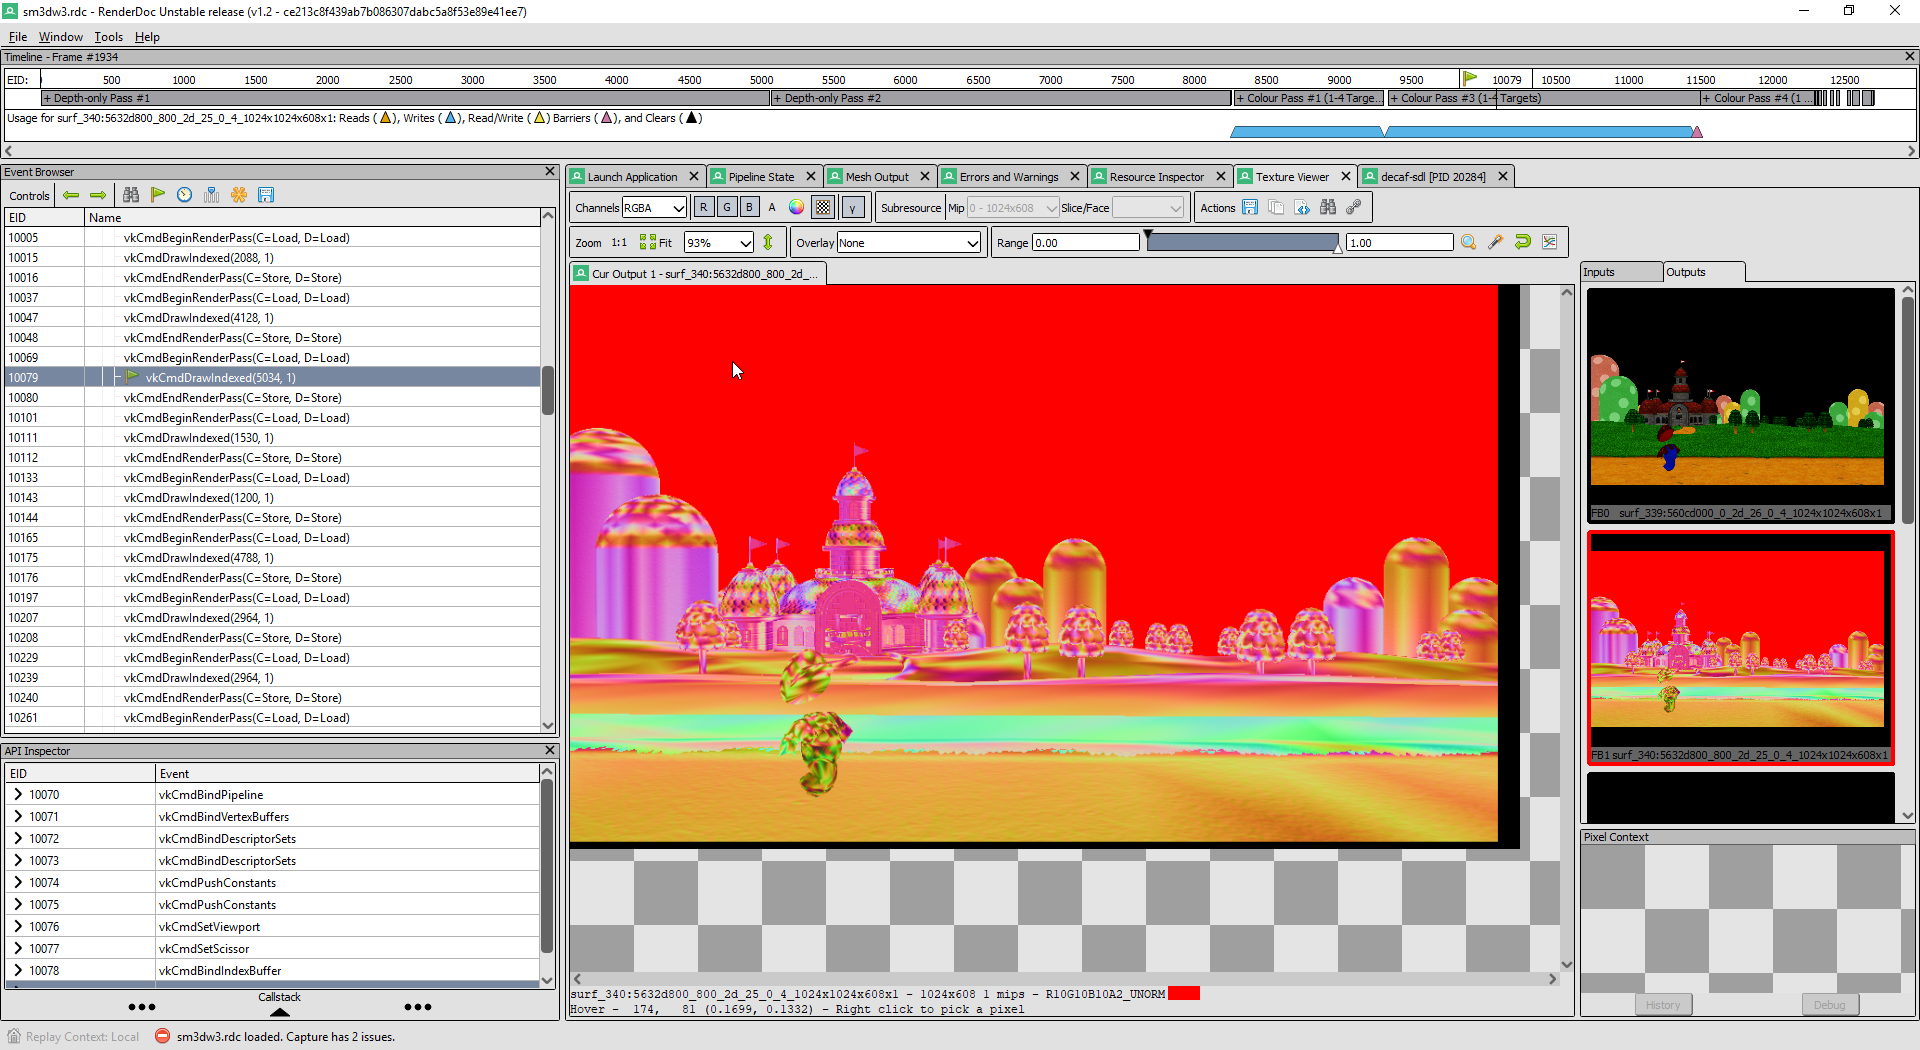 sm3dw3.rdc - RenderDoc Unstable release (v1.2 - ce213c8f439ab7b086307dabc5a8f53e89e41ee7)
File Window Tools Help
Timeline - Frame #1934
EID: 500 1000 1500 2000 2500 3000 3500 4000 4500 5000 5500 6000 6500 7000 7500 8000 8500 9000 9500 10079 10500 11000 11500 12000 12500
+ Depth-only Pass #1 + Depth-only Pass #2 + Colour Pass #1 (1-4 Targe... + Colour Pass #3 (1-4 Targets) + Colour Pass #4 (1 ...
Usage for surf_340:5632d800_800_2d_25_0_4_1024x1024x608x1: Reads ( ), Writes ( ), Read/Write ( ) Barriers ( ), and Clears ( )
Event Browser
Controls
EID Name
10005 vkCmdBeginRenderPass(C=Load, D=Load)
10015 vkCmdDrawIndexed(2088, 1)
10016 vkCmdEndRenderPass(C=Store, D=Store)
10037 vkCmdBeginRenderPass(C=Load, D=Load)
10047 vkCmdDrawIndexed(4128, 1)
10048 vkCmdEndRenderPass(C=Store, D=Store)
10069 vkCmdBeginRenderPass(C=Load, D=Load)
10079 vkCmdDrawIndexed(5034, 1)
10080 vkCmdEndRenderPass(C=Store, D=Store)
10101 vkCmdBeginRenderPass(C=Load, D=Load)
10111 vkCmdDrawIndexed(1530, 1)
10112 vkCmdEndRenderPass(C=Store, D=Store)
10133 vkCmdBeginRenderPass(C=Load, D=Load)
10143 vkCmdDrawIndexed(1200, 1)
10144 vkCmdEndRenderPass(C=Store, D=Store)
10165 vkCmdBeginRenderPass(C=Load, D=Load)
10175 vkCmdDrawIndexed(4788, 1)
10176 vkCmdEndRenderPass(C=Store, D=Store)
10197 vkCmdBeginRenderPass(C=Load, D=Load)
10207 vkCmdDrawIndexed(2964, 1)
10208 vkCmdEndRenderPass(C=Store, D=Store)
10229 vkCmdBeginRenderPass(C=Load, D=Load)
10239 vkCmdDrawIndexed(2964, 1)
10240 vkCmdEndRenderPass(C=Store, D=Store)
10261 vkCmdBeginRenderPass(C=Load, D=Load)
API Inspector
EID Event
10070 vkCmdBindPipeline
10071 vkCmdBindVertexBuffers
10072 vkCmdBindDescriptorSets
10073 vkCmdBindDescriptorSets
10074 vkCmdPushConstants
10075 vkCmdPushConstants
10076 vkCmdSetViewport
10077 vkCmdSetScissor
10078 vkCmdBindIndexBuffer
Callstack
Launch Application Pipeline State Mesh Output Errors and Warnings Resource Inspector Texture Viewer decaf-sdl [PID 20284]
Channels RGBA R G B A γ Subresource Mip 0 - 1024x608 Slice/Face Actions
Zoom 1:1 Fit 93% Overlay None Range 0.00 1.00
Cur Output 1 - surf_340:5632d800_800_2d_...
surf_340:5632d800_800_2d_25_0_4_1024x1024x608x1 - 1024x608 1 mips - R10G10B10A2_UNORM
Hover - 174, 81 (0.1699, 0.1332) - Right click to pick a pixel
Inputs Outputs
FB0 surf_339:560cd000_0_2d_26_0_4_1024x1024x608x1
FB1 surf_340:5632d800_800_2d_25_0_4_1024x1024x608x1
Pixel Context
History Debug
Replay Context: Local sm3dw3.rdc loaded. Capture has 2 issues.